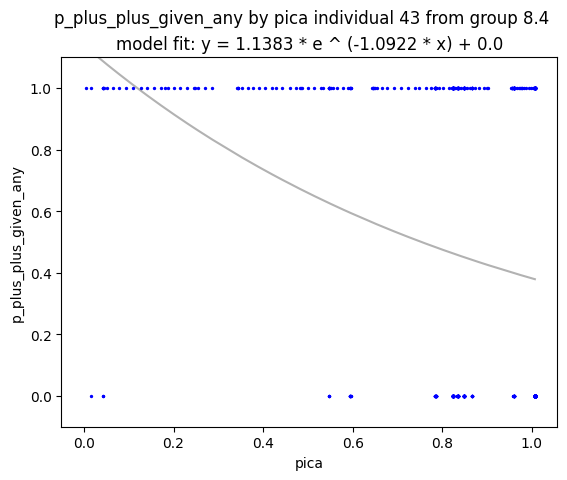 p_plus_plus_given_any by pica individual 43 from group 8.4
model fit: y = 1.1383 * e ^ (-1.0922 * x) + 0.0
1.0
0.8
0.6
0.4
0.2
0.0
p_plus_plus_given_any
0.0 0.2 0.4 0.6 0.8 1.0
pica